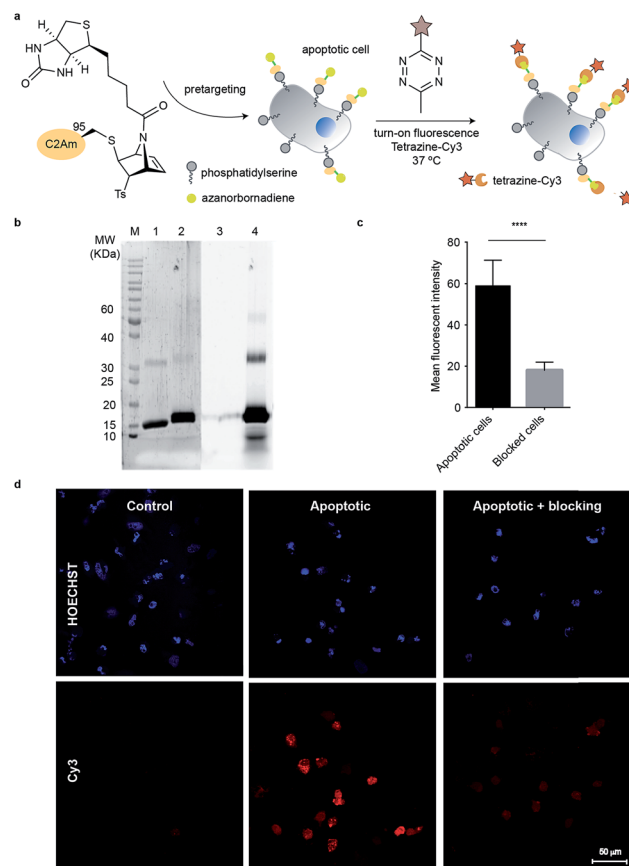 a
S
H
H
HN
HN
O
O
95
C2Am
S
N
Ts
pretargeting
apoptotic cell
phosphatidylserine
azanorbornadiene
N
N
N
N
turn-on fluorescence
Tetrazine-Cy3
37 ºC
tetrazine-Cy3
b
MW
(KDa)
M 1 2 3 4
60
40
30
25
20
15
10
c
****
Mean fluorescent intensity
80
60
40
20
0
Apoptotic cells
Blocked cells
d
Control
Apoptotic
Apoptotic + blocking
HOECHST
Cy3
50 µm